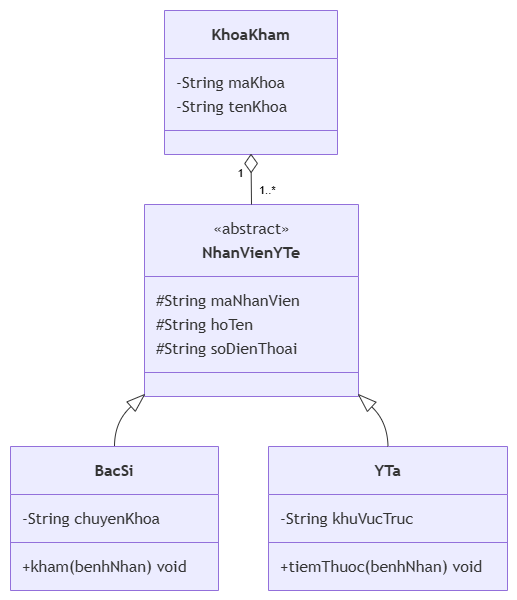 KhoaKham
-String maKhoa
-String tenKhoa
1
1..*
«abstract»
NhanVienYTe
#String maNhanVien
#String hoTen
#String soDienThoai
BacSi
-String chuyenKhoa
+kham(benhNhan) void
YTa
-String khuVucTruc
+tiemThuoc(benhNhan) void